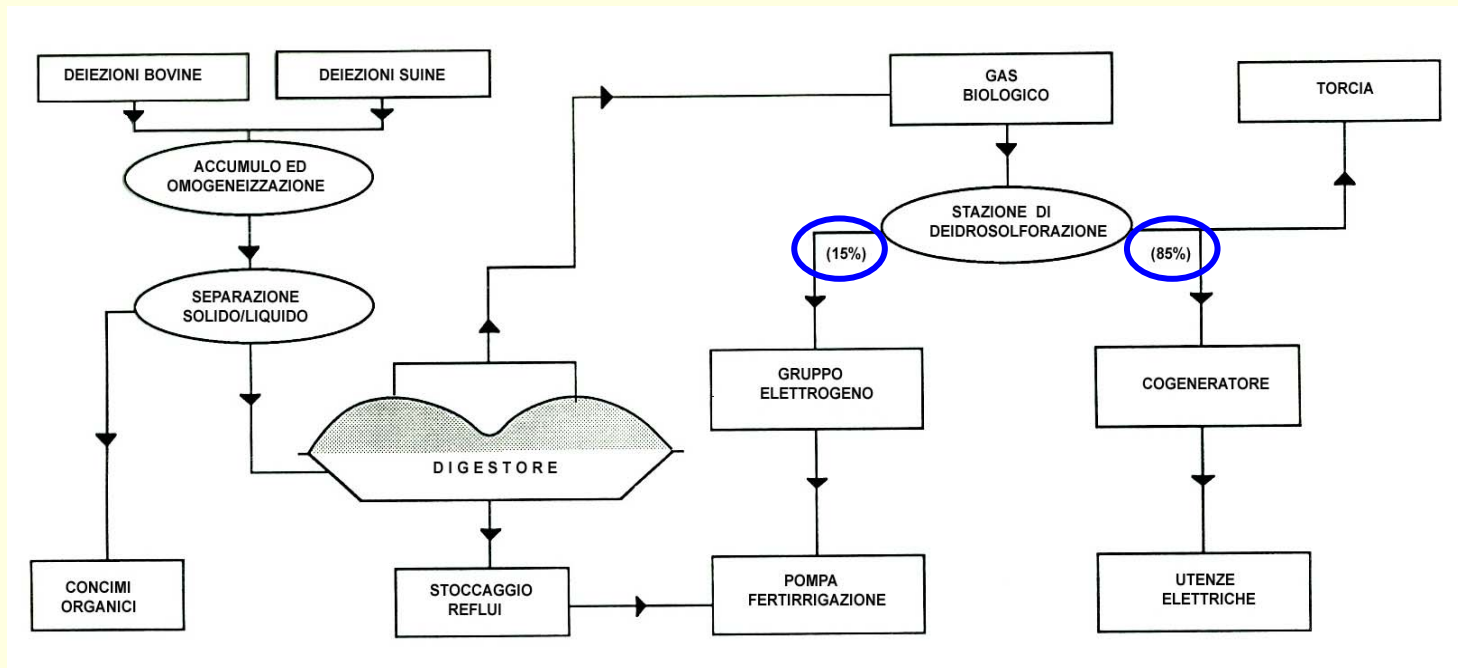 DEIEZIONI BOVINE
DEIEZIONI SUINE
GAS
BIOLOGICO
TORCIA
ACCUMULO ED
OMOGENEIZZAZIONE
STAZIONE DI
DEIDROSOLFORAZIONE
(15%)
(85%)
SEPARAZIONE
SOLIDO/LIQUIDO
GRUPPO
ELETTROGENO
COGENERATORE
DIGESTORE
CONCIMI
ORGANICI
STOCCAGGIO
REFLUI
POMPA
FERTIRRIGAZIONE
UTENZE
ELETTRICHE